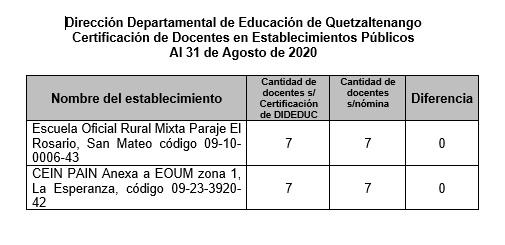 Dirección Departamental de Educación de Quetzaltenango
Certificación de Docentes en Establecimientos Públicos
Al 31 de Agosto de 2020
Nombre del establecimiento
Cantidad de
docentes s/
Certificación
de DIDEDUC
Cantidad de
docentes
s/nómina
Diferencia
Escuela Oficial Rural Mixta Paraje El
Rosario, San Mateo código 09-10-
0006-43
7
7
0
CEIN PAIN Anexa a EOUM zona 1,
La Esperanza, código 09-23-3920-
42
7
7
0